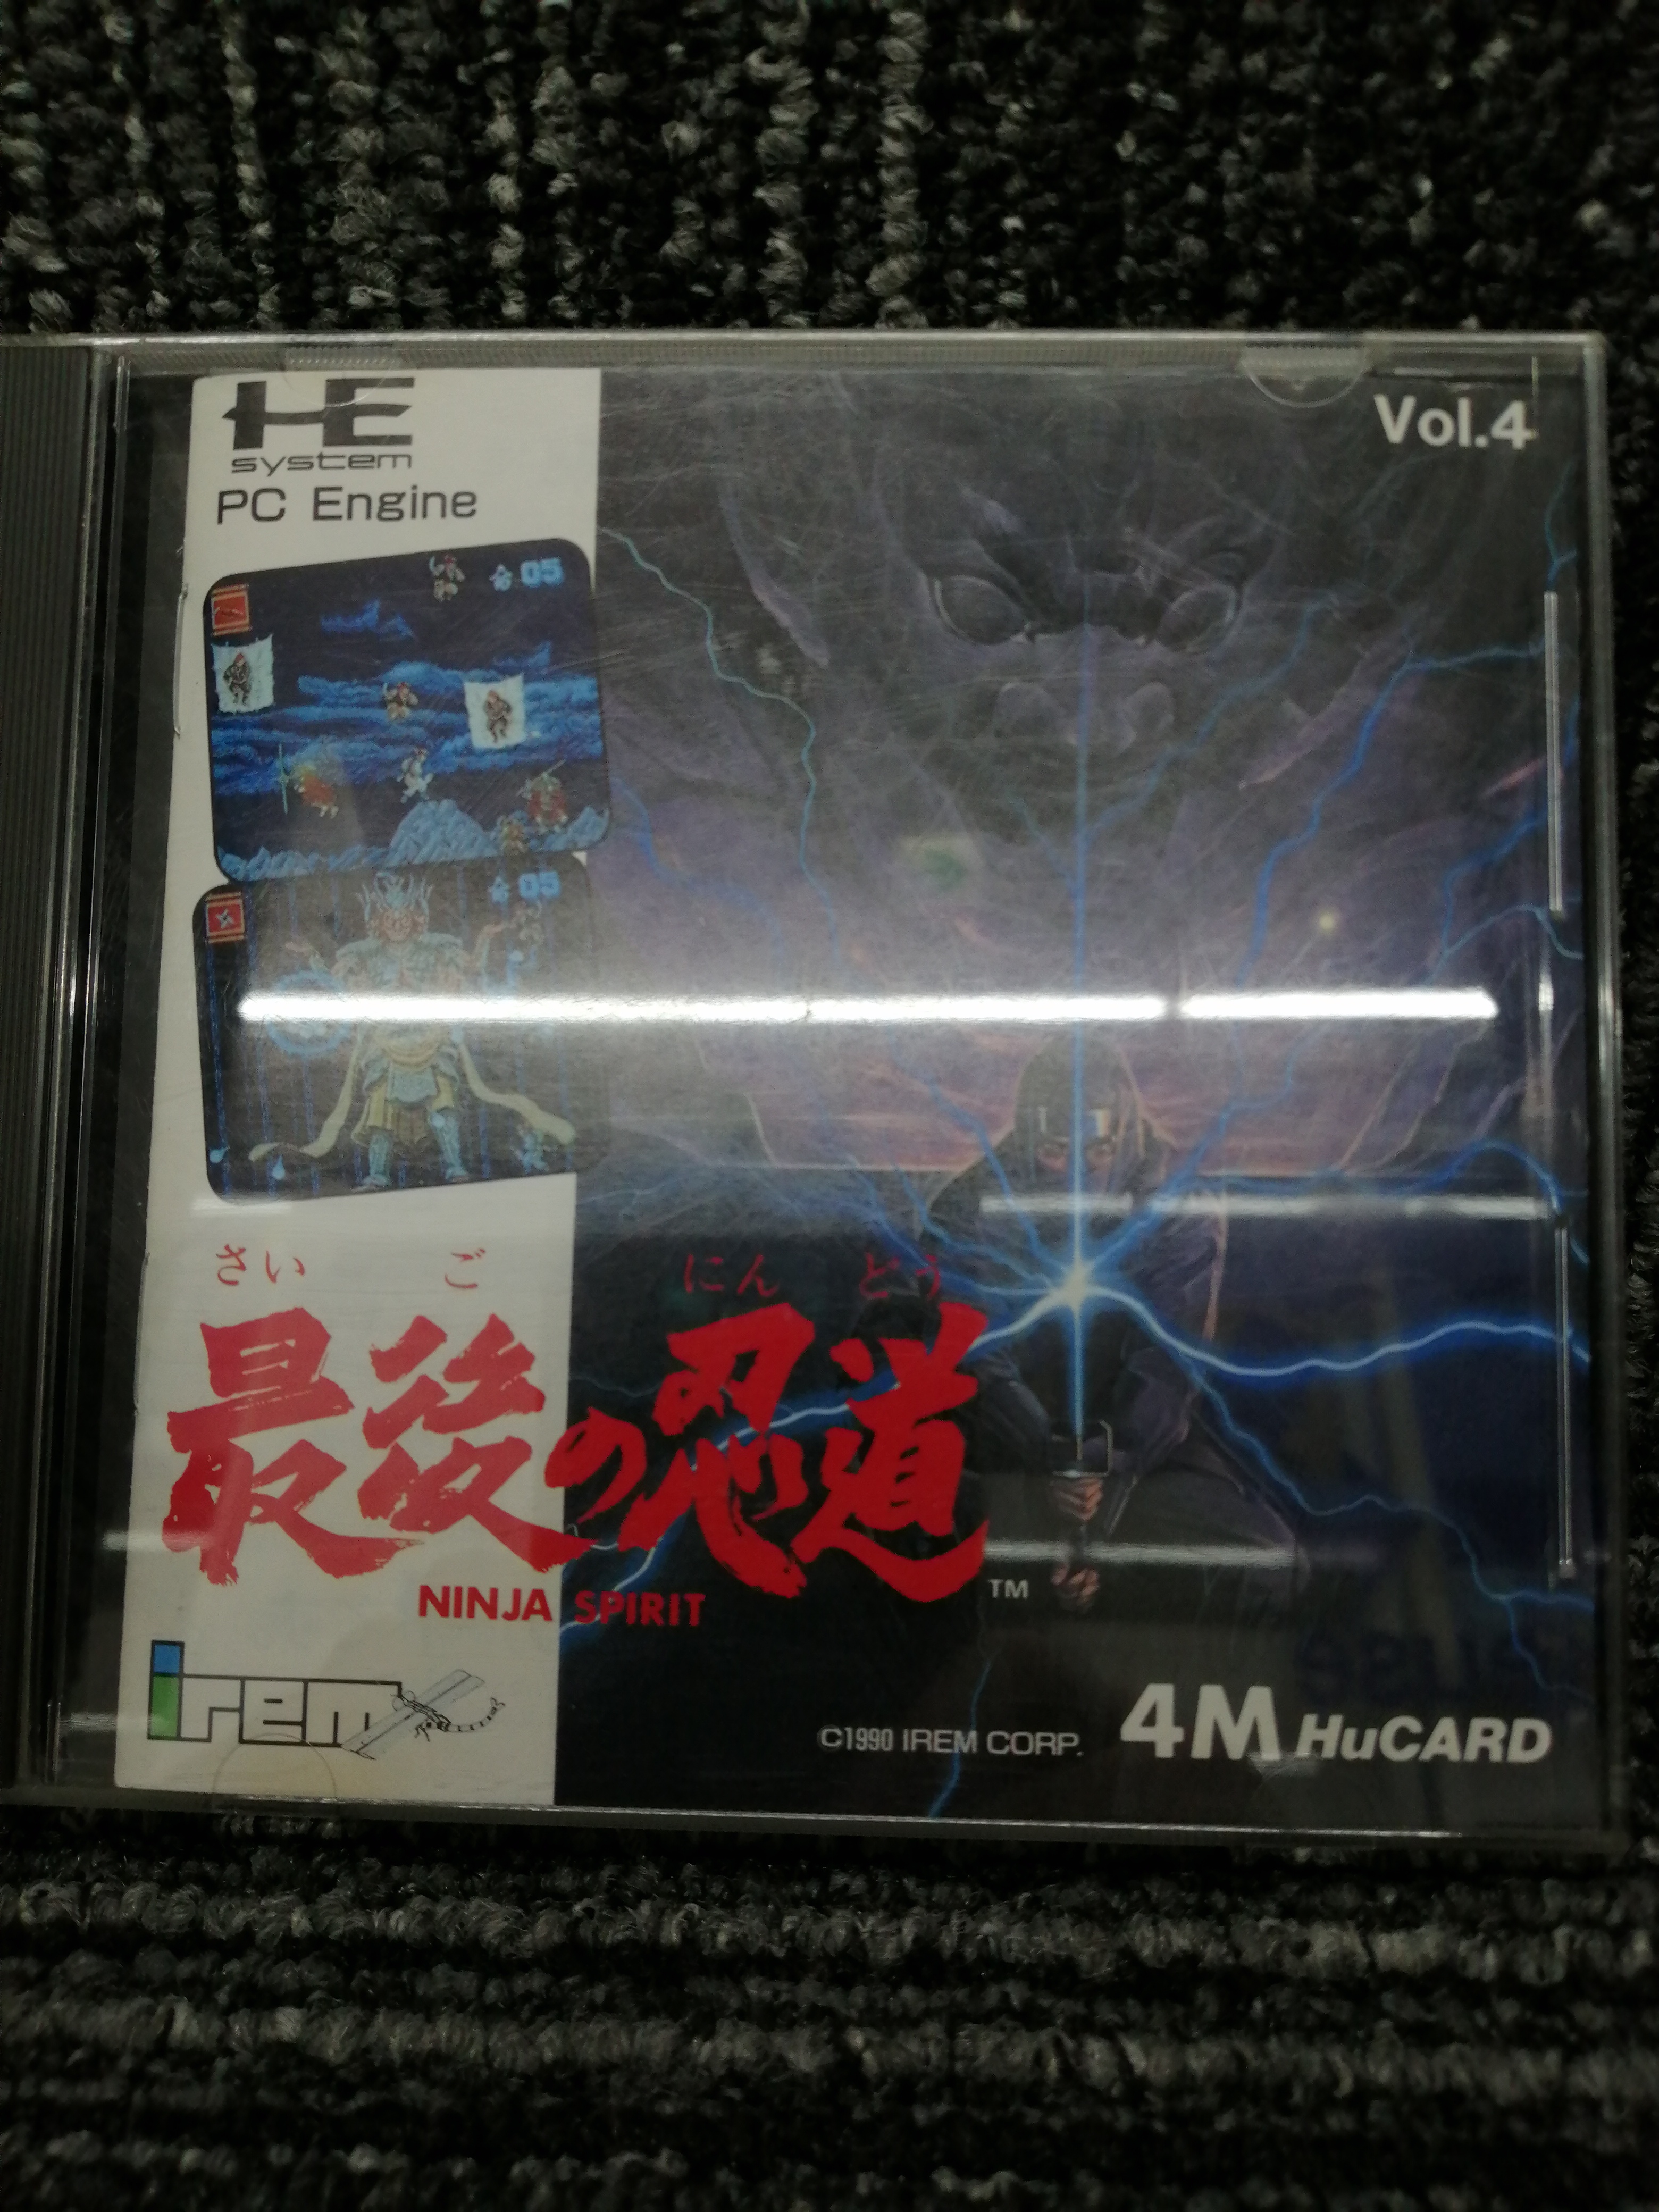 HE
system
PC Engine
Vol.4
05
05
さい ご にん どう
最後の忍道
TM
NINJA SPIRIT
irem
C1990 IREM CORP.
4M HuCARD